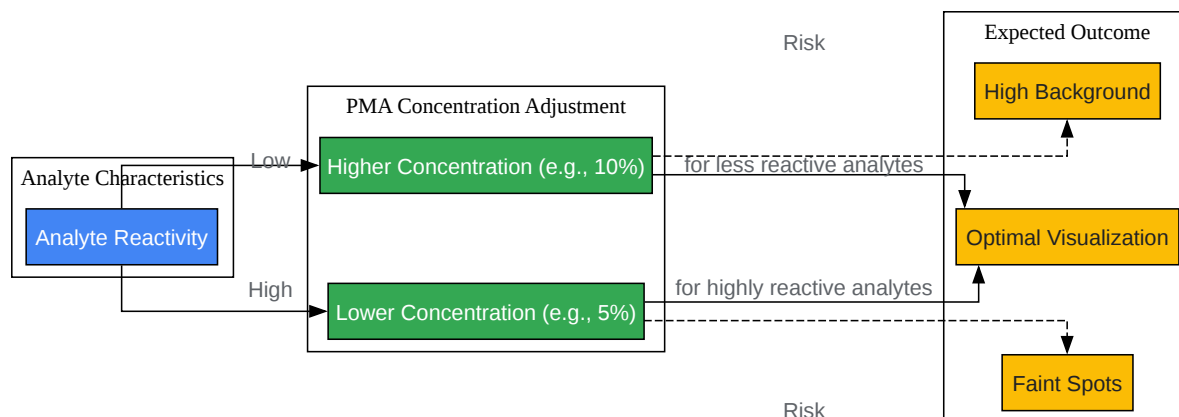 Risk
Expected Outcome
High Background
PMA Concentration Adjustment
Low
Higher Concentration (e.g., 10%)
for less reactive analytes
Analyte Characteristics
Analyte Reactivity
Optimal Visualization
High
Lower Concentration (e.g., 5%)
for highly reactive analytes
Faint Spots
Risk